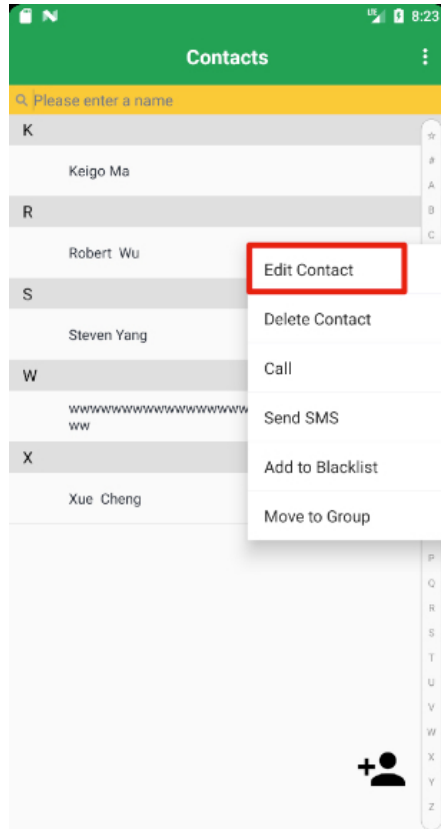 8:23
Contacts
Please enter a name
K
Keigo Ma
R
Robert Wu
S
Steven Yang
W
wwwwwwwwwwwwwwwww
ww
X
Xue Cheng
Edit Contact
Delete Contact
Call
Send SMS
Add to Blacklist
Move to Group
#
A
B
C
P
Q
R
S
T
U
V
W
X
Y
Z